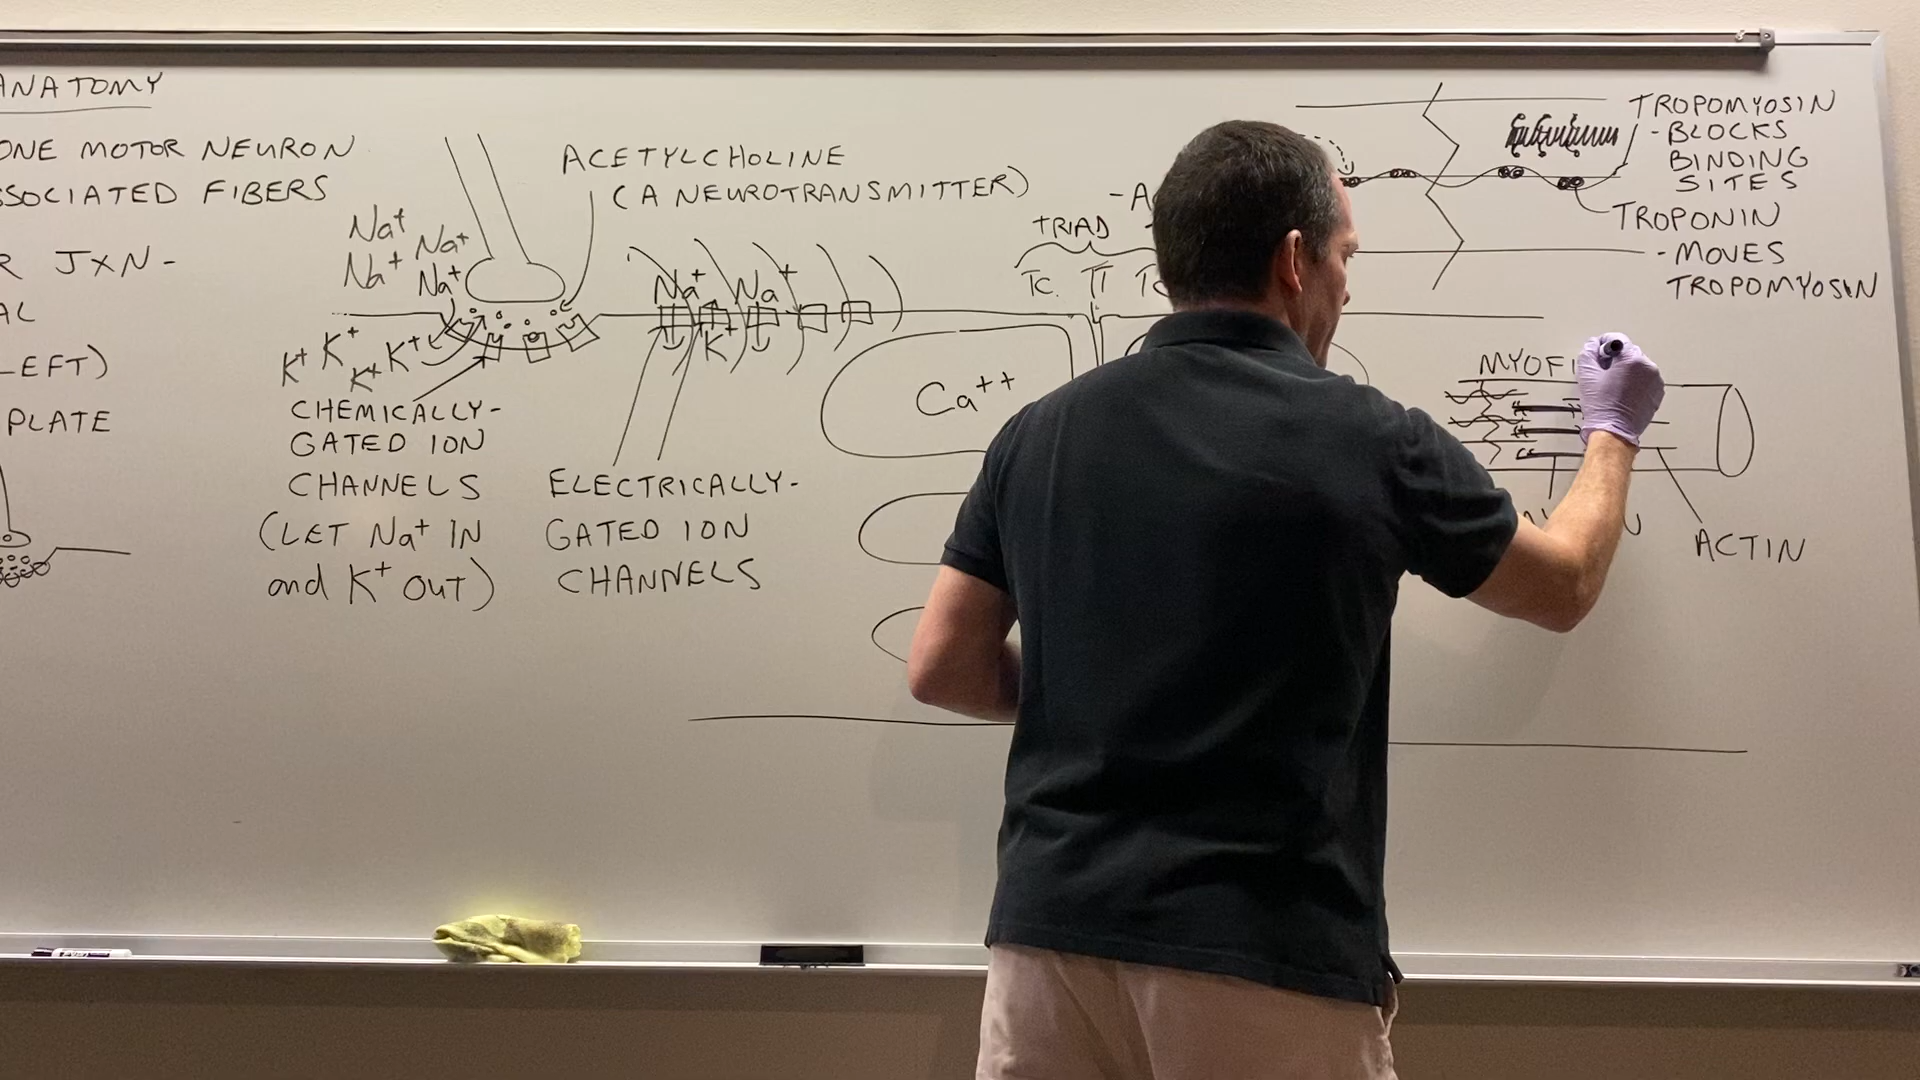 ANATOMY
ONE MOTOR NEURON
SSOCIATED FIBERS
R JXN-
AL
LEFT)
PLATE
Na+
Na+
Na+
Na+
K+
K+
K+
K+
CHEMICALLY-
GATED ION
CHANNELS
(LET Na+ IN
and K+ OUT)
ACETYLCHOLINE
(A NEUROTRANSMITTER)
Na+
Na+
K+
ELECTRICALLY-
GATED ION
CHANNELS
-A
TRIAD
TC
TT
Ca++
TROPOMYOSIN
-BLOCKS
BINDING
SITES
TROPONIN
-MOVES
TROPOMYOSIN
MYOFI
ACTIN